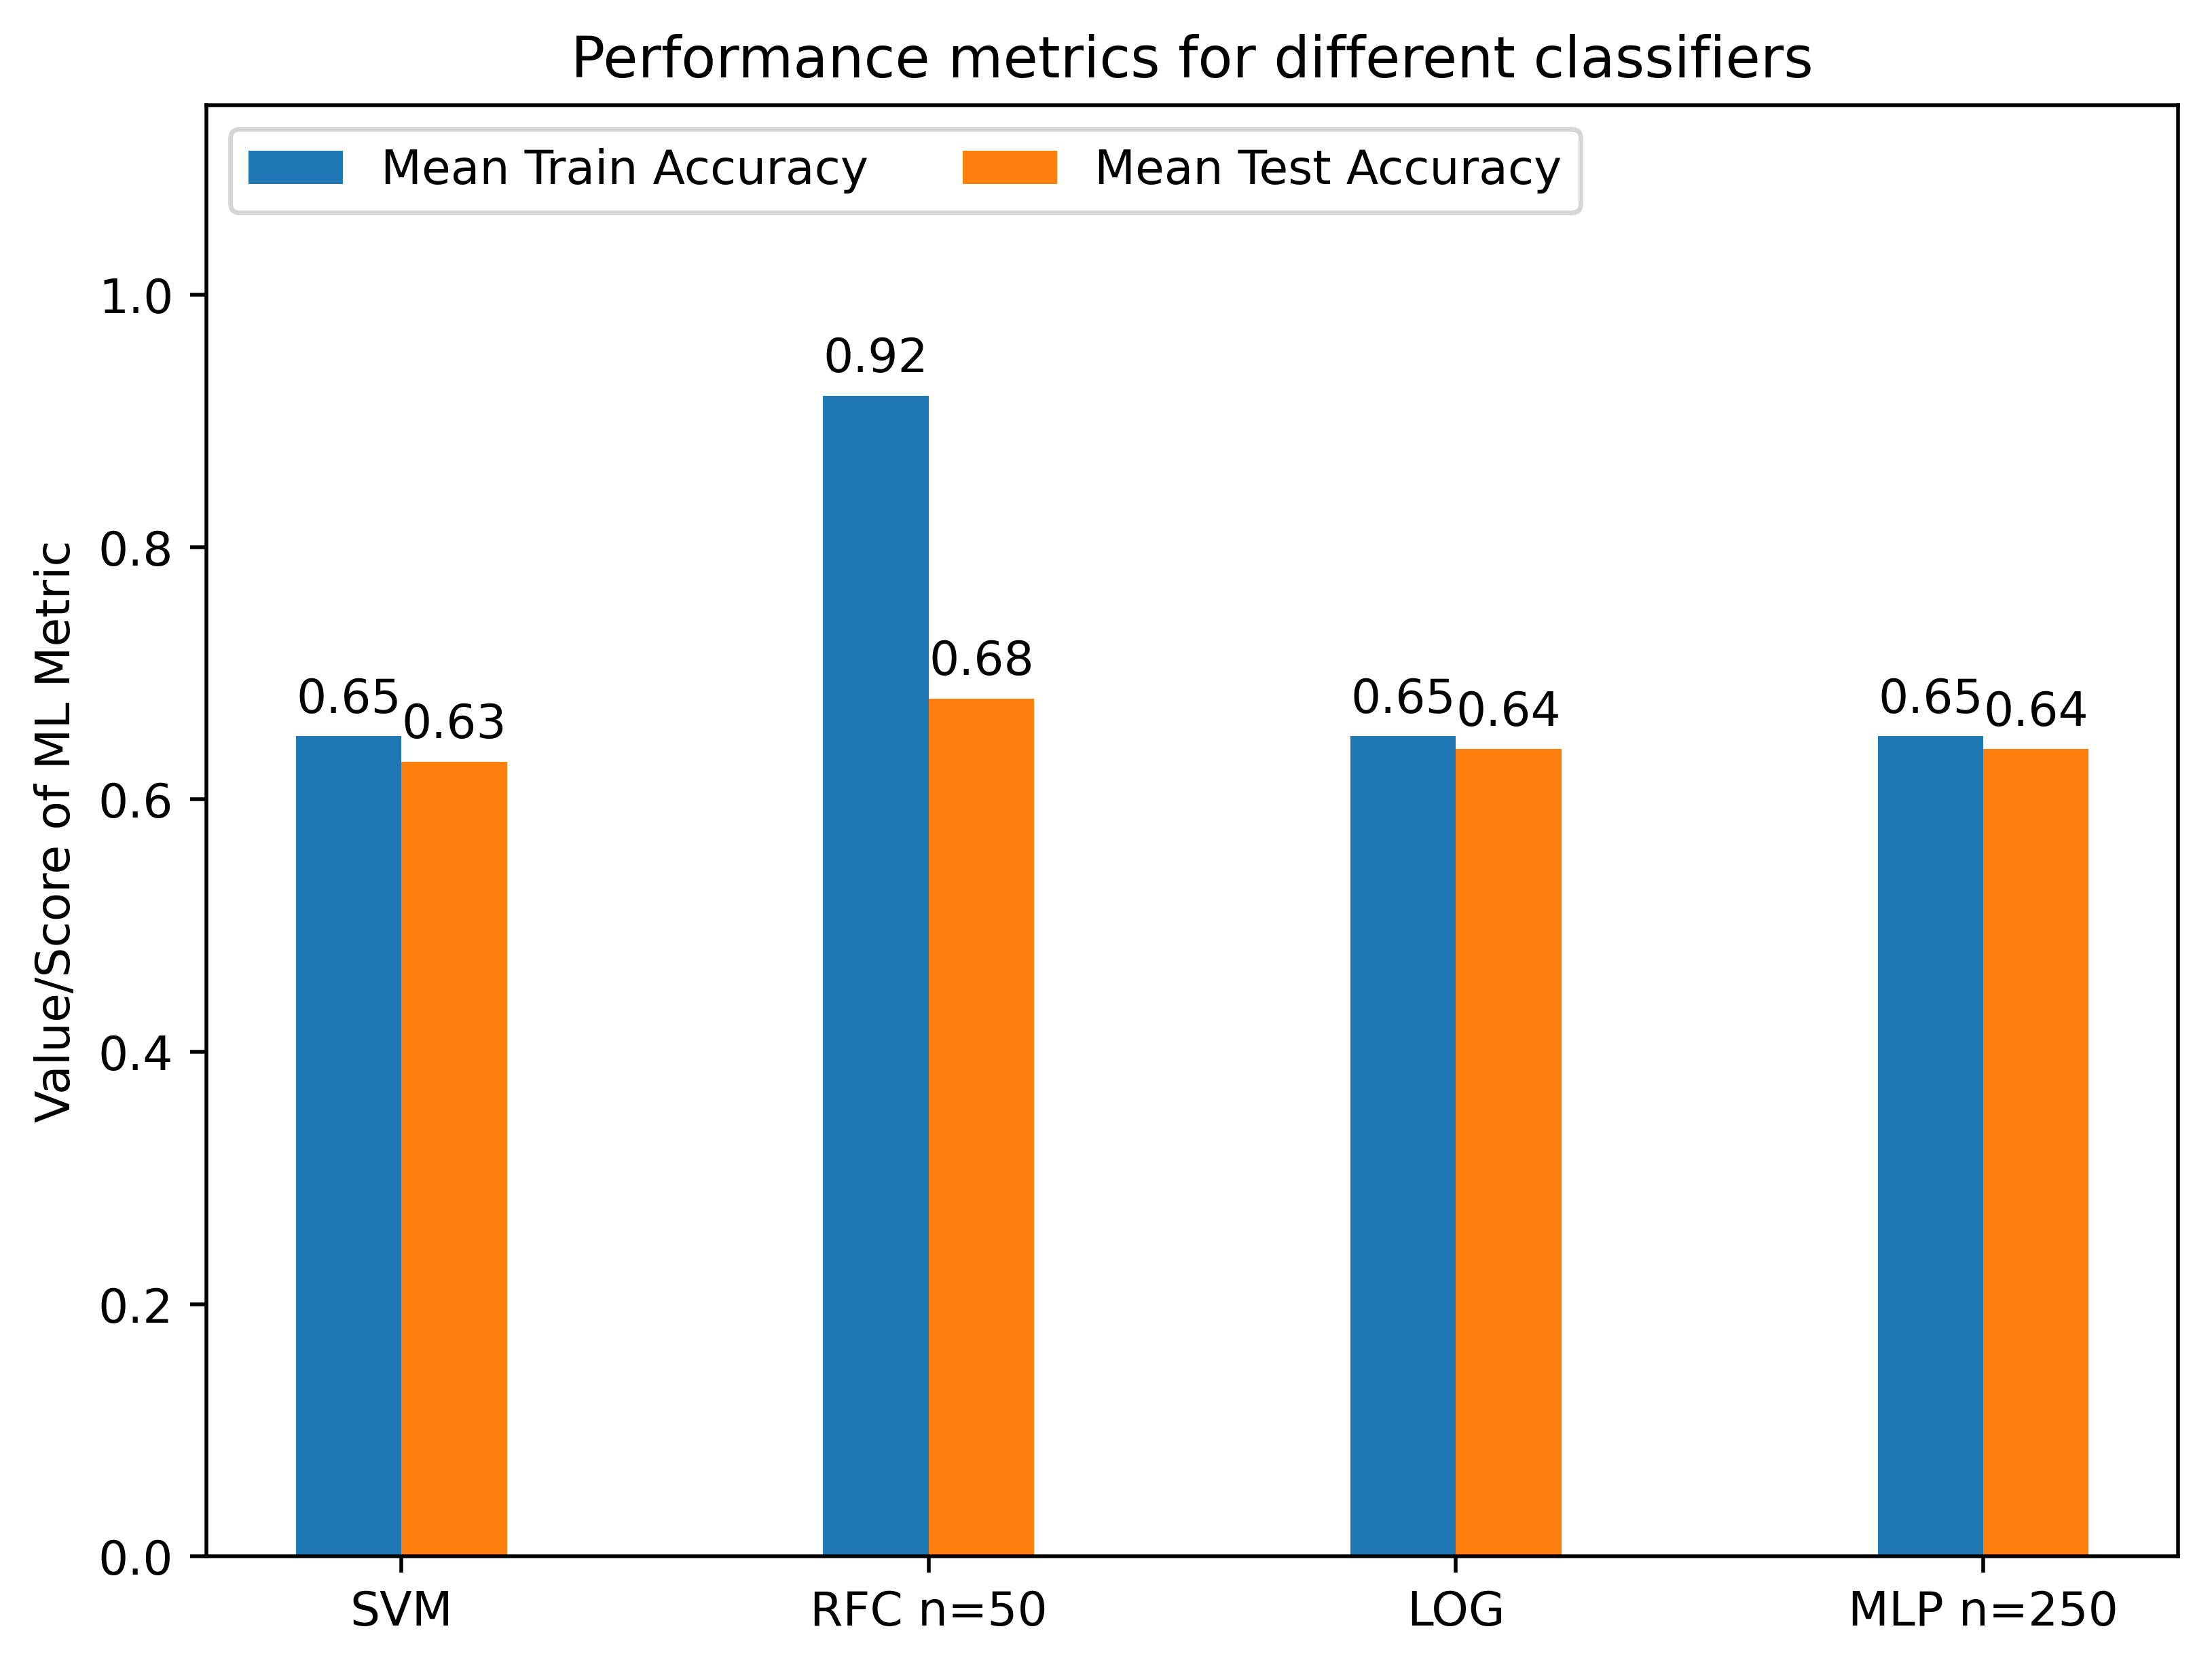 Performance metrics for different classifiers
Mean Train Accuracy
Mean Test Accuracy
Value/Score of ML Metric
1.0
0.8
0.6
0.4
0.2
0.0
0.65
0.63
0.92
0.68
0.65
0.64
0.65
0.64
SVM
RFC n=50
LOG
MLP n=250